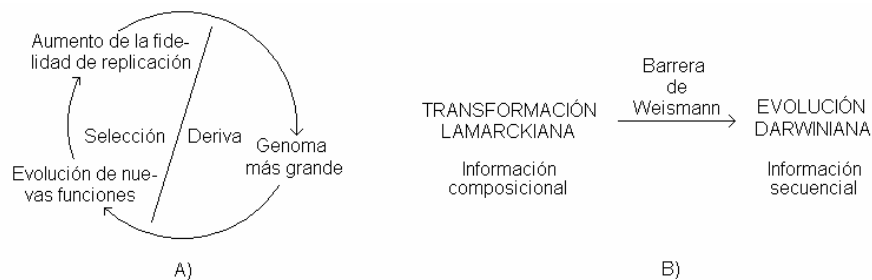 Aumento de la fide-
lidad de replicación
Selección
Deriva
Genoma
más grande
Evolución de nue-
vas funciones
A)
TRANSFORMACIÓN
LAMARCKIANA
Información
composicional
Barrera
de
Weismann
EVOLUCIÓN
DARWINIANA
Información
secuencial
B)